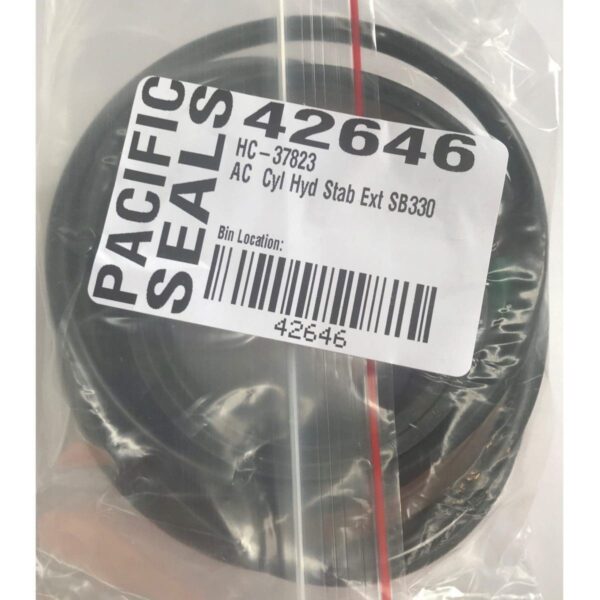 PACIFIC
SEALS
42646
HC-37823
AC Cyl Hyd Stab Ext SB330
Bin Location:
42646